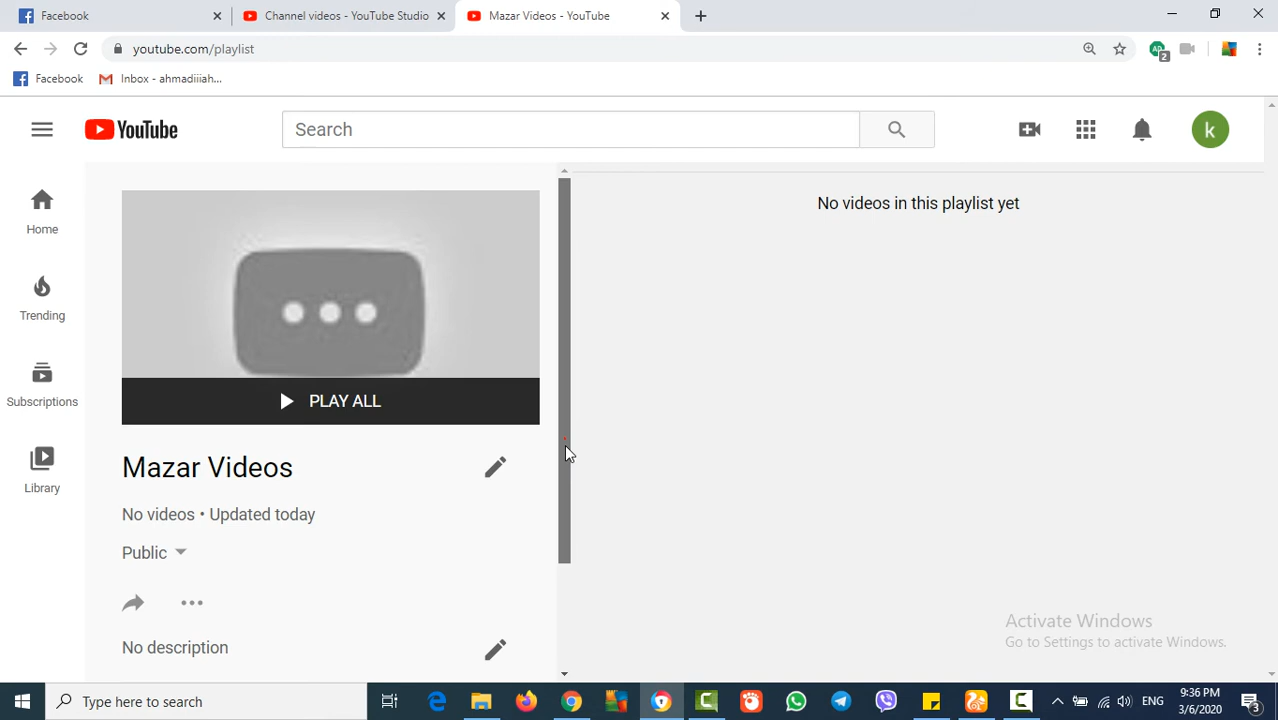 Facebook
Channel videos - YouTube Studio
Mazar Videos - YouTube
youtube.com/playlist
2
Facebook
Inbox - ahmadiiiah...
YouTube
Search
k
Home
Trending
Subscriptions
Library
PLAY ALL
Mazar Videos
No videos • Updated today
Public
No description
No videos in this playlist yet
Activate Windows
Go to Settings to activate Windows.
Type here to search
ENG
9:36 PM
3/6/2020
3